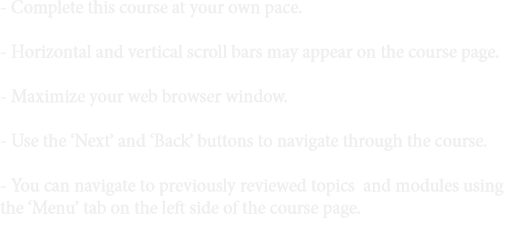 - Complete this course at your own pace.
- Horizontal and vertical scroll bars may appear on the course page.
- Maximize your web browser window.
- Use the ‘Next’ and ‘Back’ buttons to navigate through the course.
- You can navigate to previously reviewed topics  and modules using
the ‘Menu’ tab on the left side of the course page.